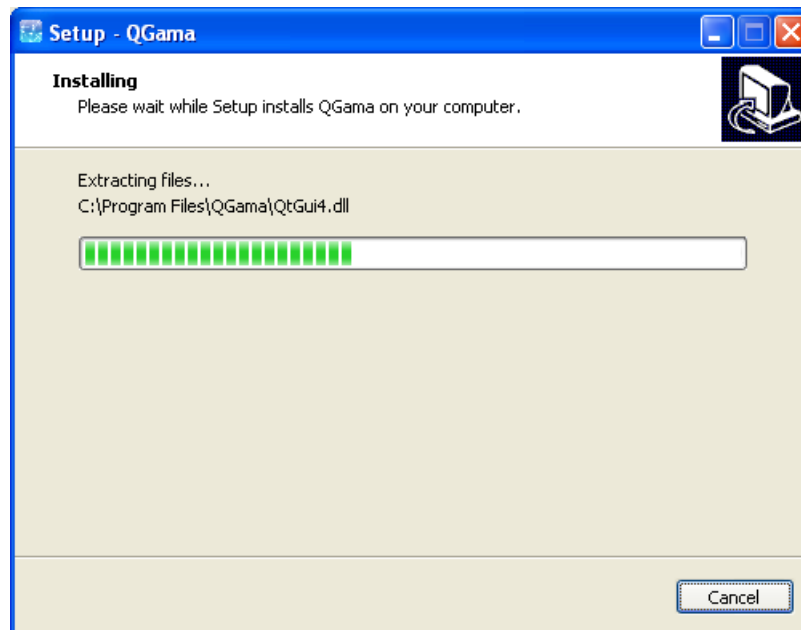 Setup - QGama
Installing
Please wait while Setup installs QGama on your computer.
Extracting files...
C:\Program Files\QGama\QtGui4.dll
Cancel